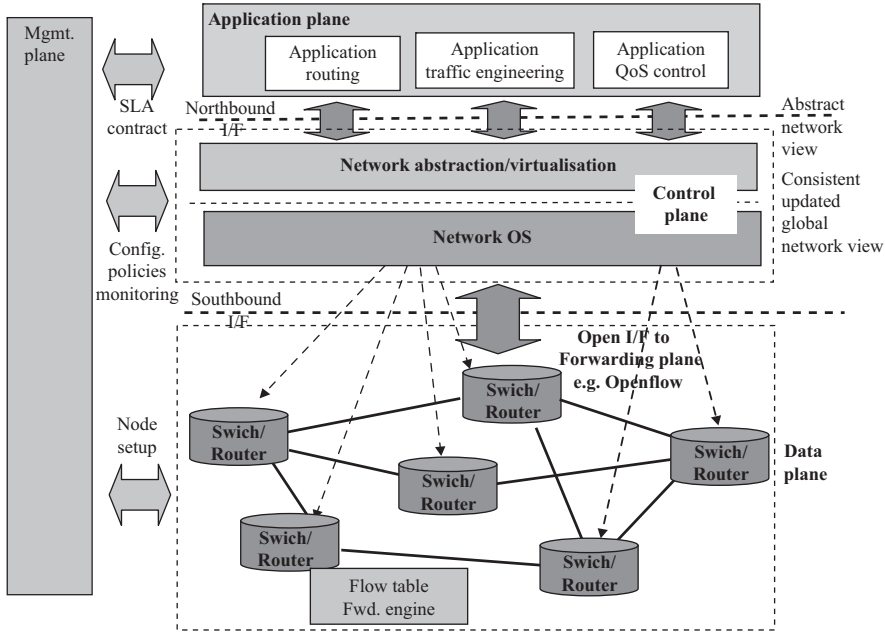 Mgmt.
plane
Application plane
Application
routing
Application
traffic engineering
Application
QoS control
SLA
contract
Northbound
I/F
Abstract
network
view
Network abstraction/virtualisation
Control
plane
Consistent
updated
global
network view
Network OS
Config.
policies
monitoring
Southbound
I/F
Open I/F to
Forwarding plane
e.g. Openflow
Swich/
Router
Swich/
Router
Swich/
Router
Swich/
Router
Swich/
Router
Swich/
Router
Node
setup
Data
plane
Flow table
Fwd. engine